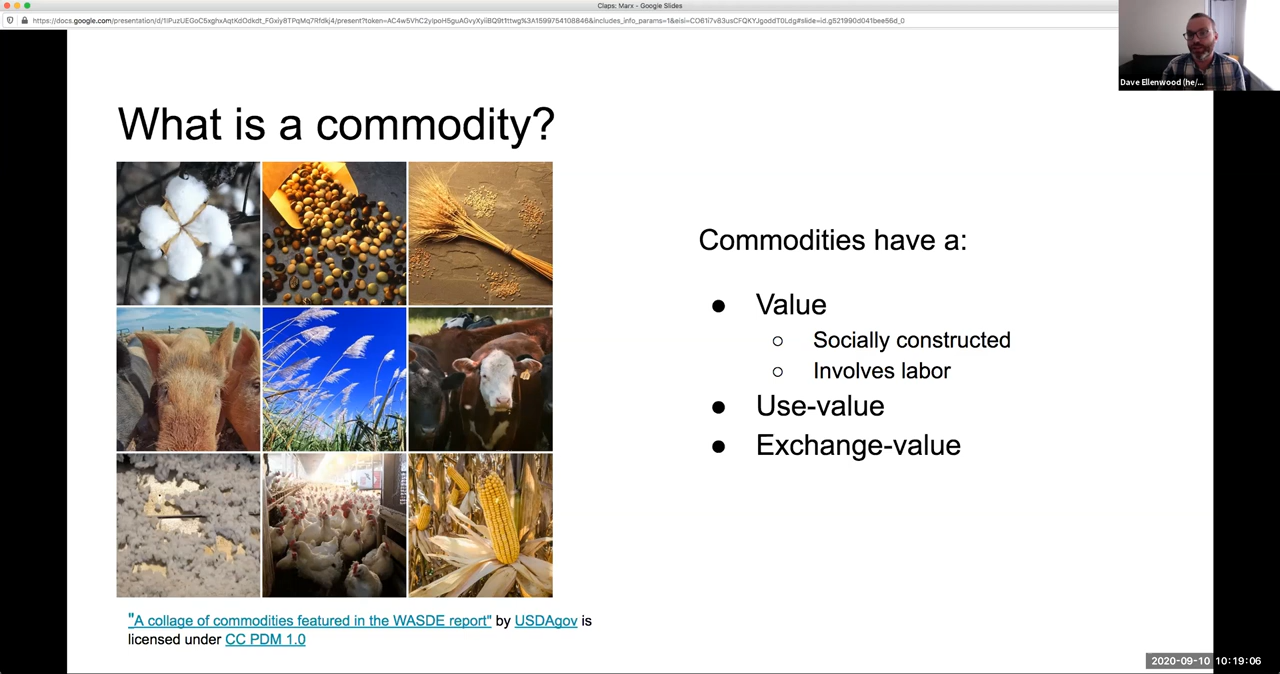 Claps: Marx - Google Slides
What is a commodity?
"A collage of commodities featured in the WASDE report" by USDAgov is
licensed under CC PDM 1.0
Commodities have a:
● Value
○ Socially constructed
○ Involves labor
● Use-value
● Exchange-value
Dave Ellenwood (he/...
2020-09-10 10:19:06